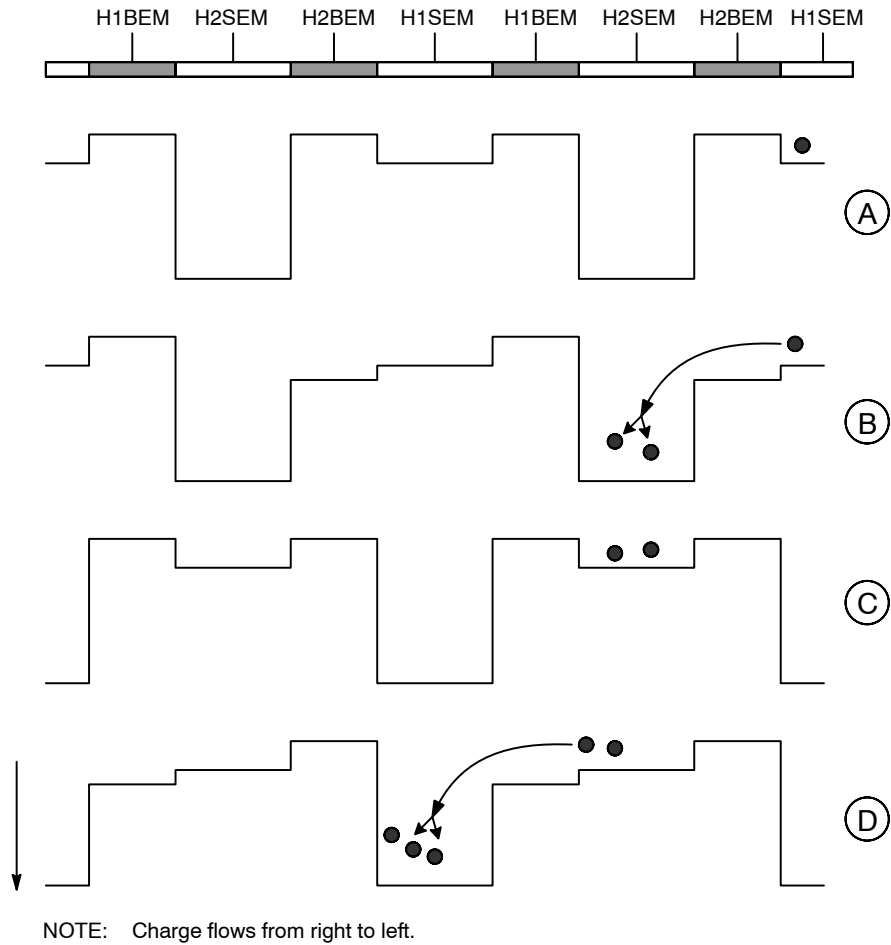 H1BEM H2SEM H2BEM H1SEM H1BEM H2SEM H2BEM H1SEM
A
B
C
D
NOTE: Charge flows from right to left.